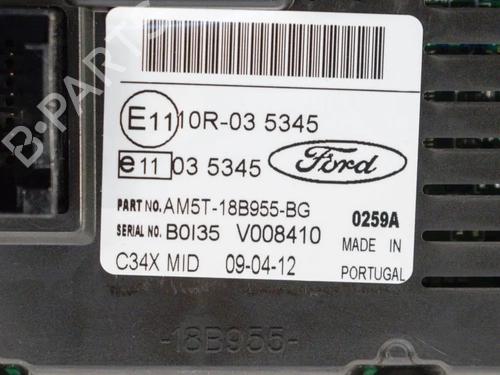 E11 10R-03 5345
e11 03 5345 Ford
PART NO. AM5T-18B955-BG 0259A
SERIAL NO. B0I35 V008410 MADE IN
C34X MID 09-04-12 PORTUGAL
-18B955-
B-PARTS